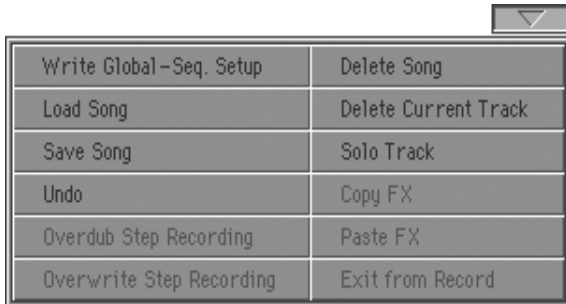 Write Global-Seq. Setup
Delete Song
Load Song
Delete Current Track
Save Song
Solo Track
Undo
Copy FX
Overdub Step Recording
Paste FX
Overwrite Step Recording
Exit from Record